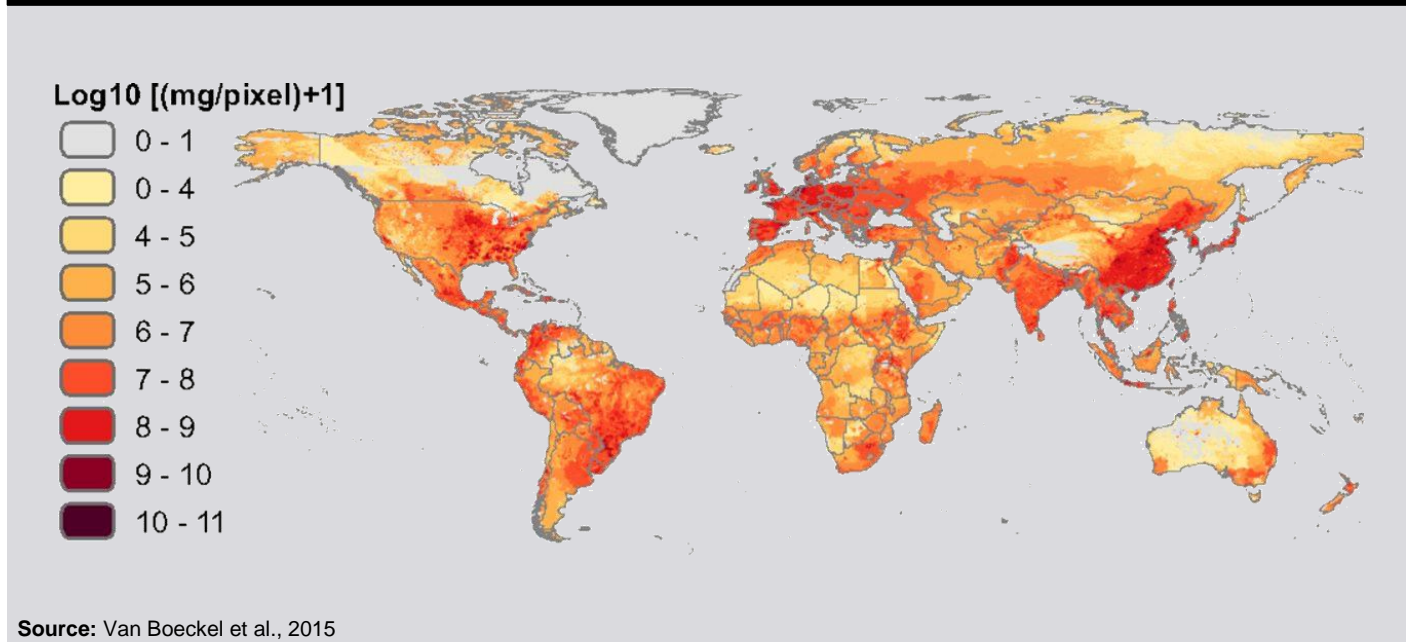 Log10 [(mg/pixel)+1]
0 - 1
0 - 4
4 - 5
5 - 6
6 - 7
7 - 8
8 - 9
9 - 10
10 - 11
Source: Van Boeckel et al., 2015